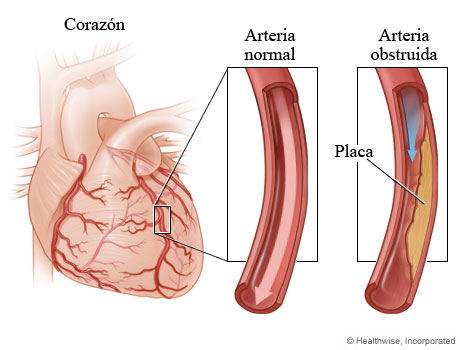 Corazón
Arteria
normal
Arteria
obstruida
Placa
© Healthwise, Incorporated